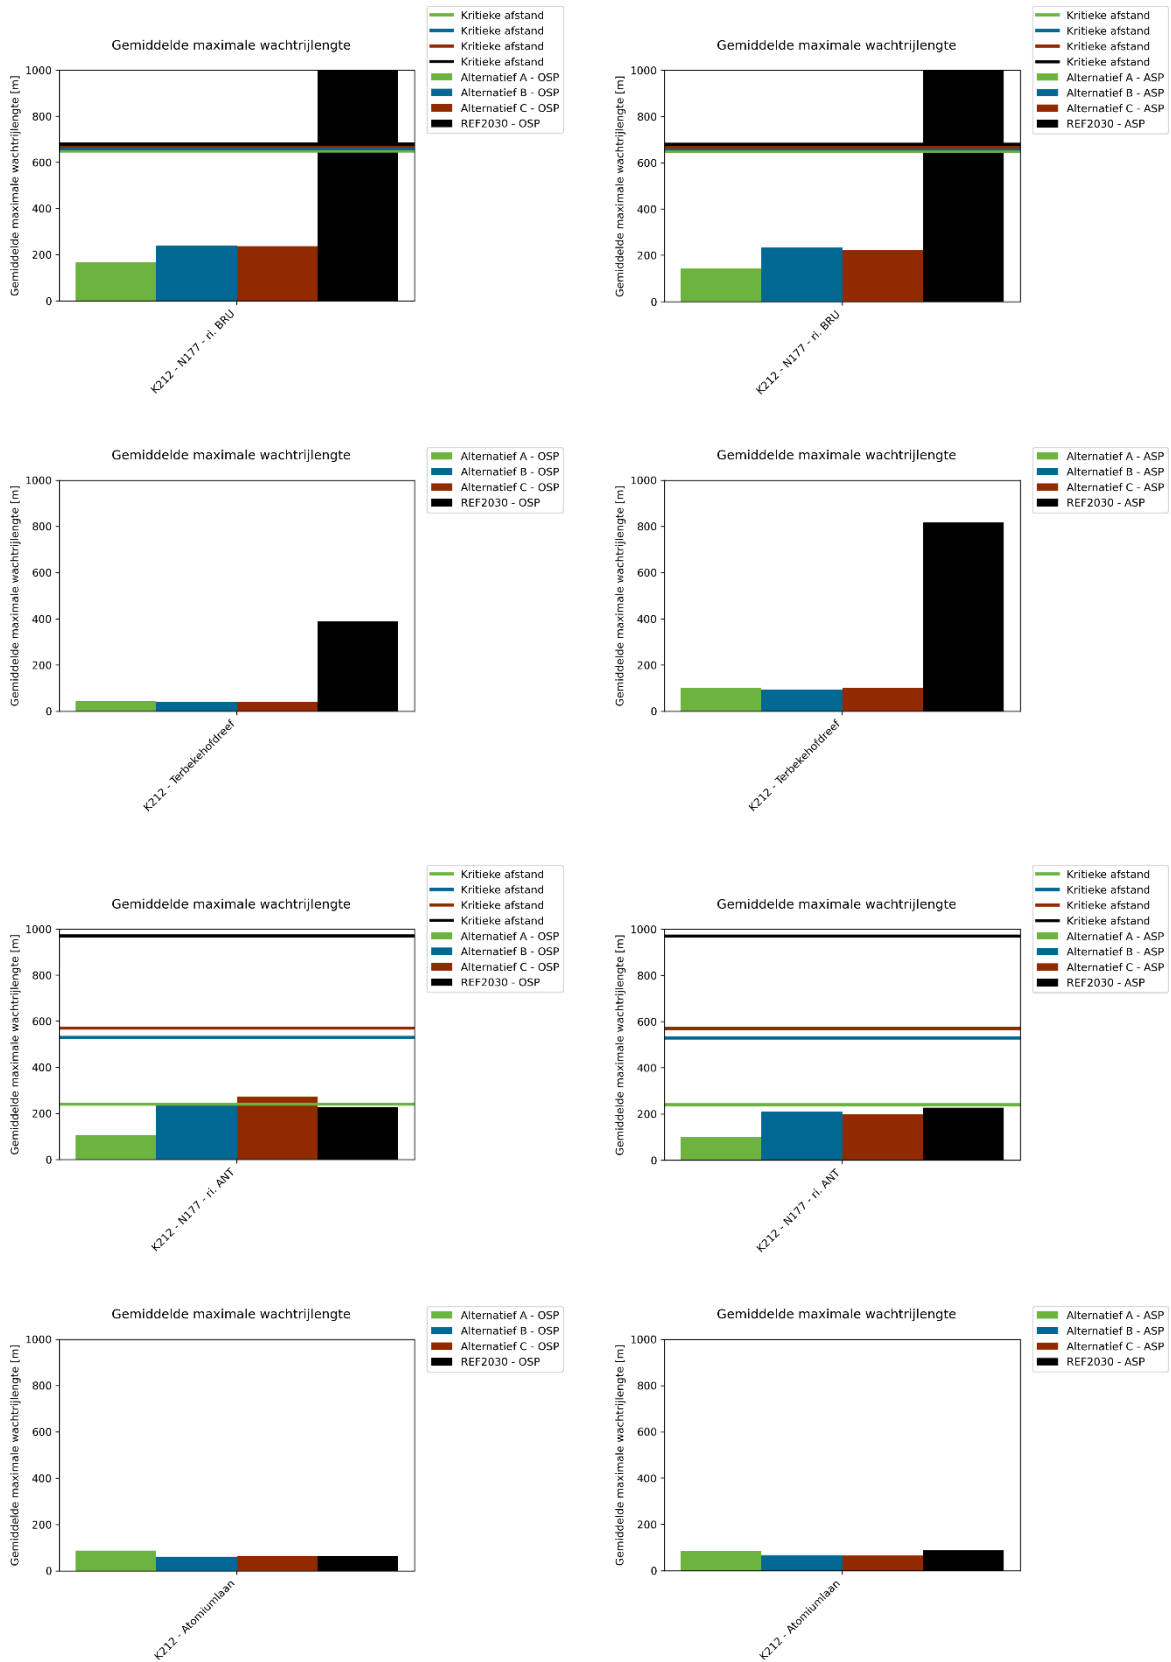 Gemiddelde maximale wachtrijlengte
Kritieke afstand
Kritieke afstand
Kritieke afstand
Kritieke afstand
Alternatief A - OSP
Alternatief B - OSP
Alternatief C - OSP
REF2030 - OSP
Gemiddelde maximale wachtrijlengte [m]
1000
800
600
400
200
0
K212 - N177 - ri. BRU
Gemiddelde maximale wachtrijlengte
Kritieke afstand
Kritieke afstand
Kritieke afstand
Kritieke afstand
Alternatief A - ASP
Alternatief B - ASP
Alternatief C - ASP
REF2030 - ASP
Gemiddelde maximale wachtrijlengte [m]
1000
800
600
400
200
0
K212 - N177 - ri. BRU
Gemiddelde maximale wachtrijlengte
Alternatief A - OSP
Alternatief B - OSP
Alternatief C - OSP
REF2030 - OSP
Gemiddelde maximale wachtrijlengte [m]
1000
800
600
400
200
0
K212 - Terbekehofdreef
Gemiddelde maximale wachtrijlengte
Alternatief A - ASP
Alternatief B - ASP
Alternatief C - ASP
REF2030 - ASP
Gemiddelde maximale wachtrijlengte [m]
1000
800
600
400
200
0
K212 - Terbekehofdreef
Gemiddelde maximale wachtrijlengte
Kritieke afstand
Kritieke afstand
Kritieke afstand
Kritieke afstand
Alternatief A - OSP
Alternatief B - OSP
Alternatief C - OSP
REF2030 - OSP
Gemiddelde maximale wachtrijlengte [m]
1000
800
600
400
200
0
K212 - N177 - ri. ANT
Gemiddelde maximale wachtrijlengte
Kritieke afstand
Kritieke afstand
Kritieke afstand
Kritieke afstand
Alternatief A - ASP
Alternatief B - ASP
Alternatief C - ASP
REF2030 - ASP
Gemiddelde maximale wachtrijlengte [m]
1000
800
600
400
200
0
K212 - N177 - ri. ANT
Gemiddelde maximale wachtrijlengte
Alternatief A - OSP
Alternatief B - OSP
Alternatief C - OSP
REF2030 - OSP
Gemiddelde maximale wachtrijlengte [m]
1000
800
600
400
200
0
K212 - Atomiumlaan
Gemiddelde maximale wachtrijlengte
Alternatief A - ASP
Alternatief B - ASP
Alternatief C - ASP
REF2030 - ASP
Gemiddelde maximale wachtrijlengte [m]
1000
800
600
400
200
0
K212 - Atomiumlaan